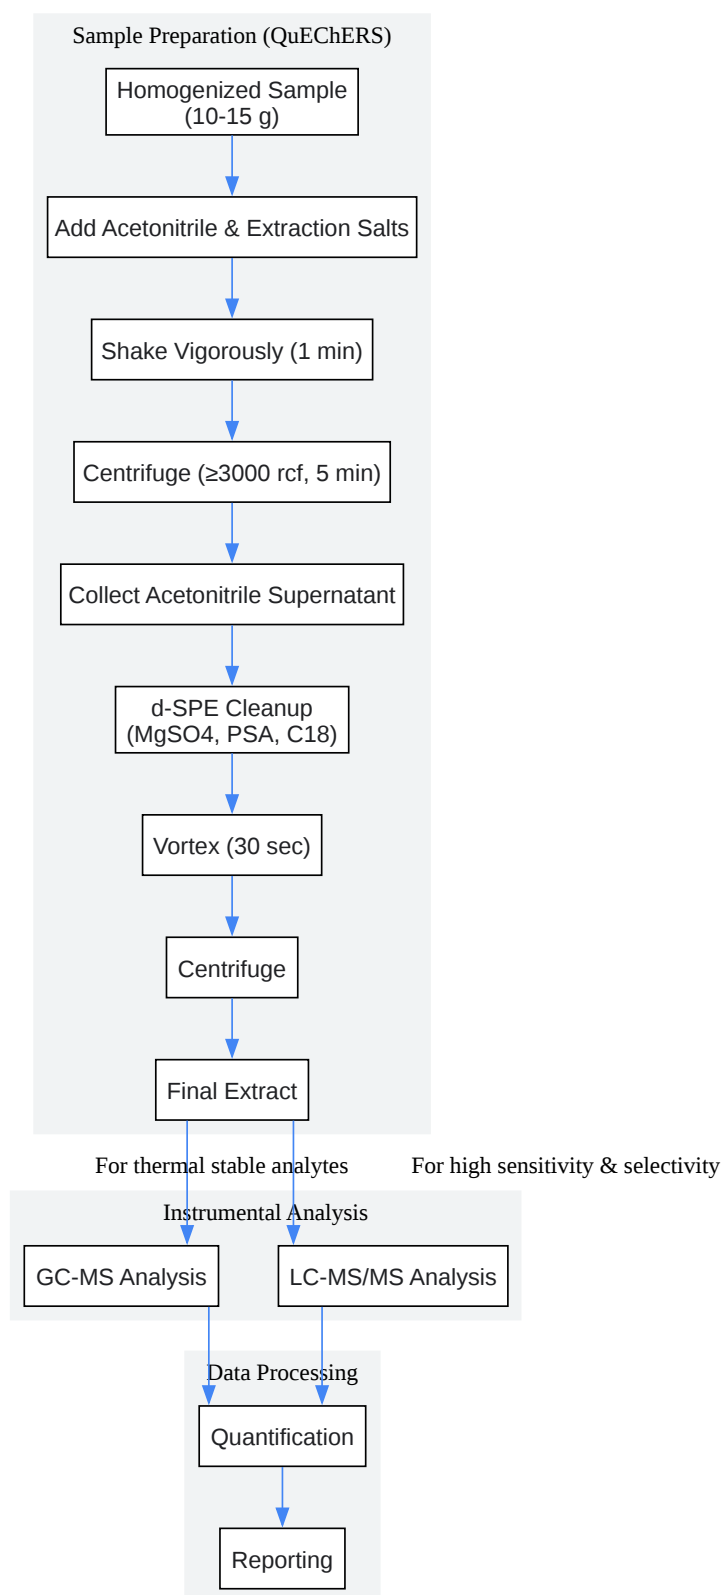 Sample Preparation (QuEChERS)
Homogenized Sample
(10-15 g)
Add Acetonitrile & Extraction Salts
Shake Vigorously (1 min)
Centrifuge (≥3000 rcf, 5 min)
Collect Acetonitrile Supernatant
d-SPE Cleanup
(MgSO4, PSA, C18)
Vortex (30 sec)
Centrifuge
Final Extract
For thermal stable analytes
For high sensitivity & selectivity
Instrumental Analysis
GC-MS Analysis
LC-MS/MS Analysis
Data Processing
Quantification
Reporting